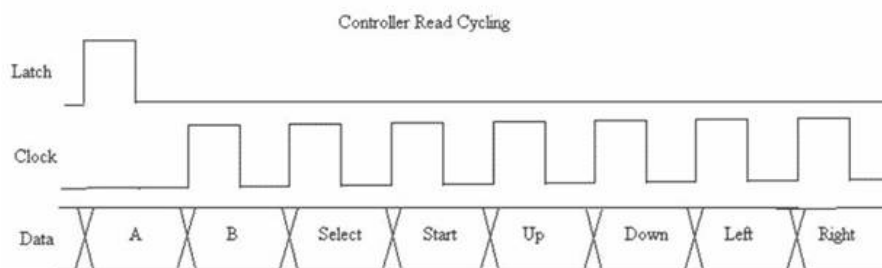 Controller Read Cycling
Latch
Clock
Data A B Select Start Up Down Left Right